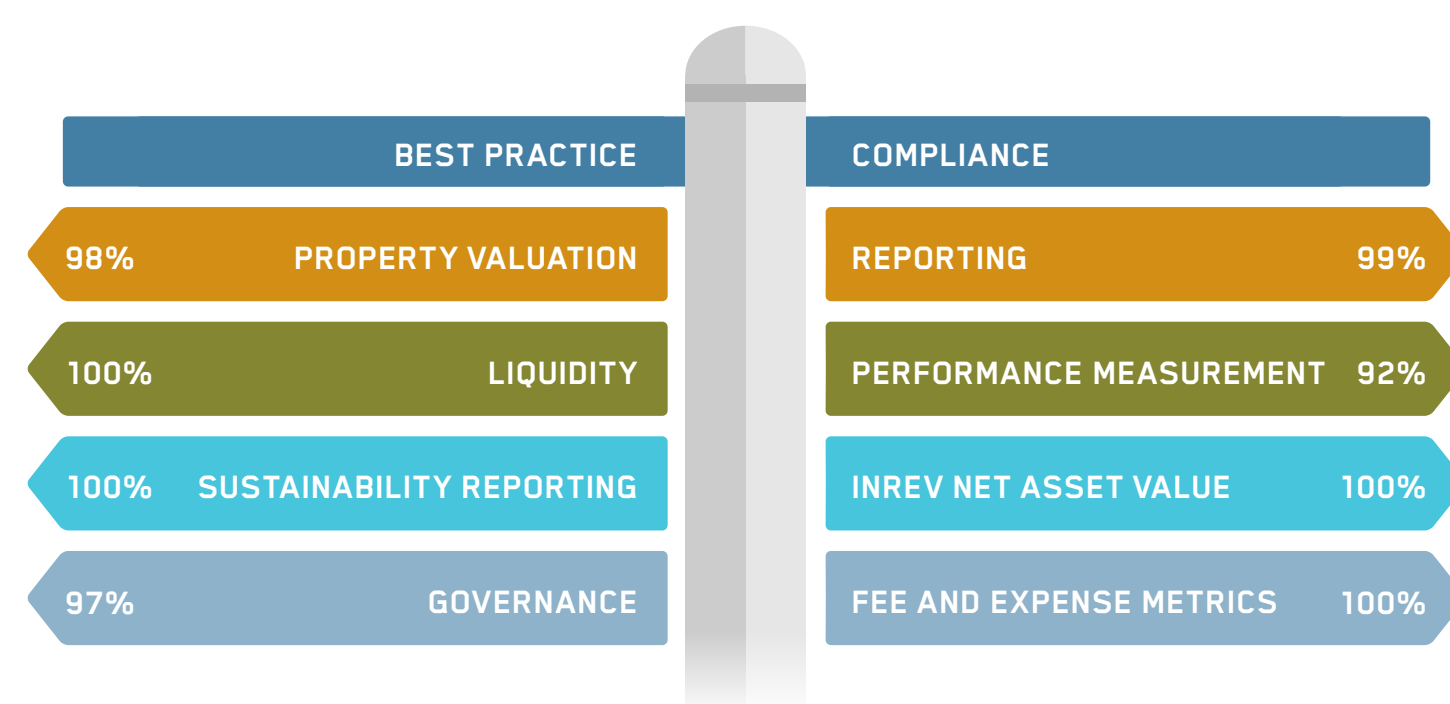 BEST PRACTICE
98% PROPERTY VALUATION
100% LIQUIDITY
100% SUSTAINABILITY REPORTING
97% GOVERNANCE
COMPLIANCE
REPORTING 99%
PERFORMANCE MEASUREMENT 92%
INREV NET ASSET VALUE 100%
FEE AND EXPENSE METRICS 100%